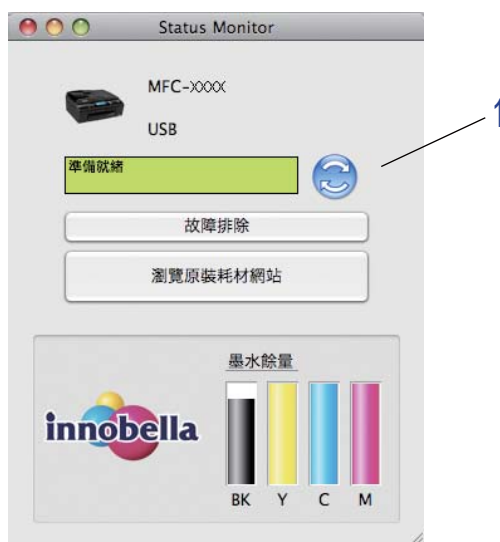 Status Monitor
MFC-XXXX
USB
準備就緒
故障排除
瀏覽原裝耗材網站
墨水餘量
innobella
BK Y C M